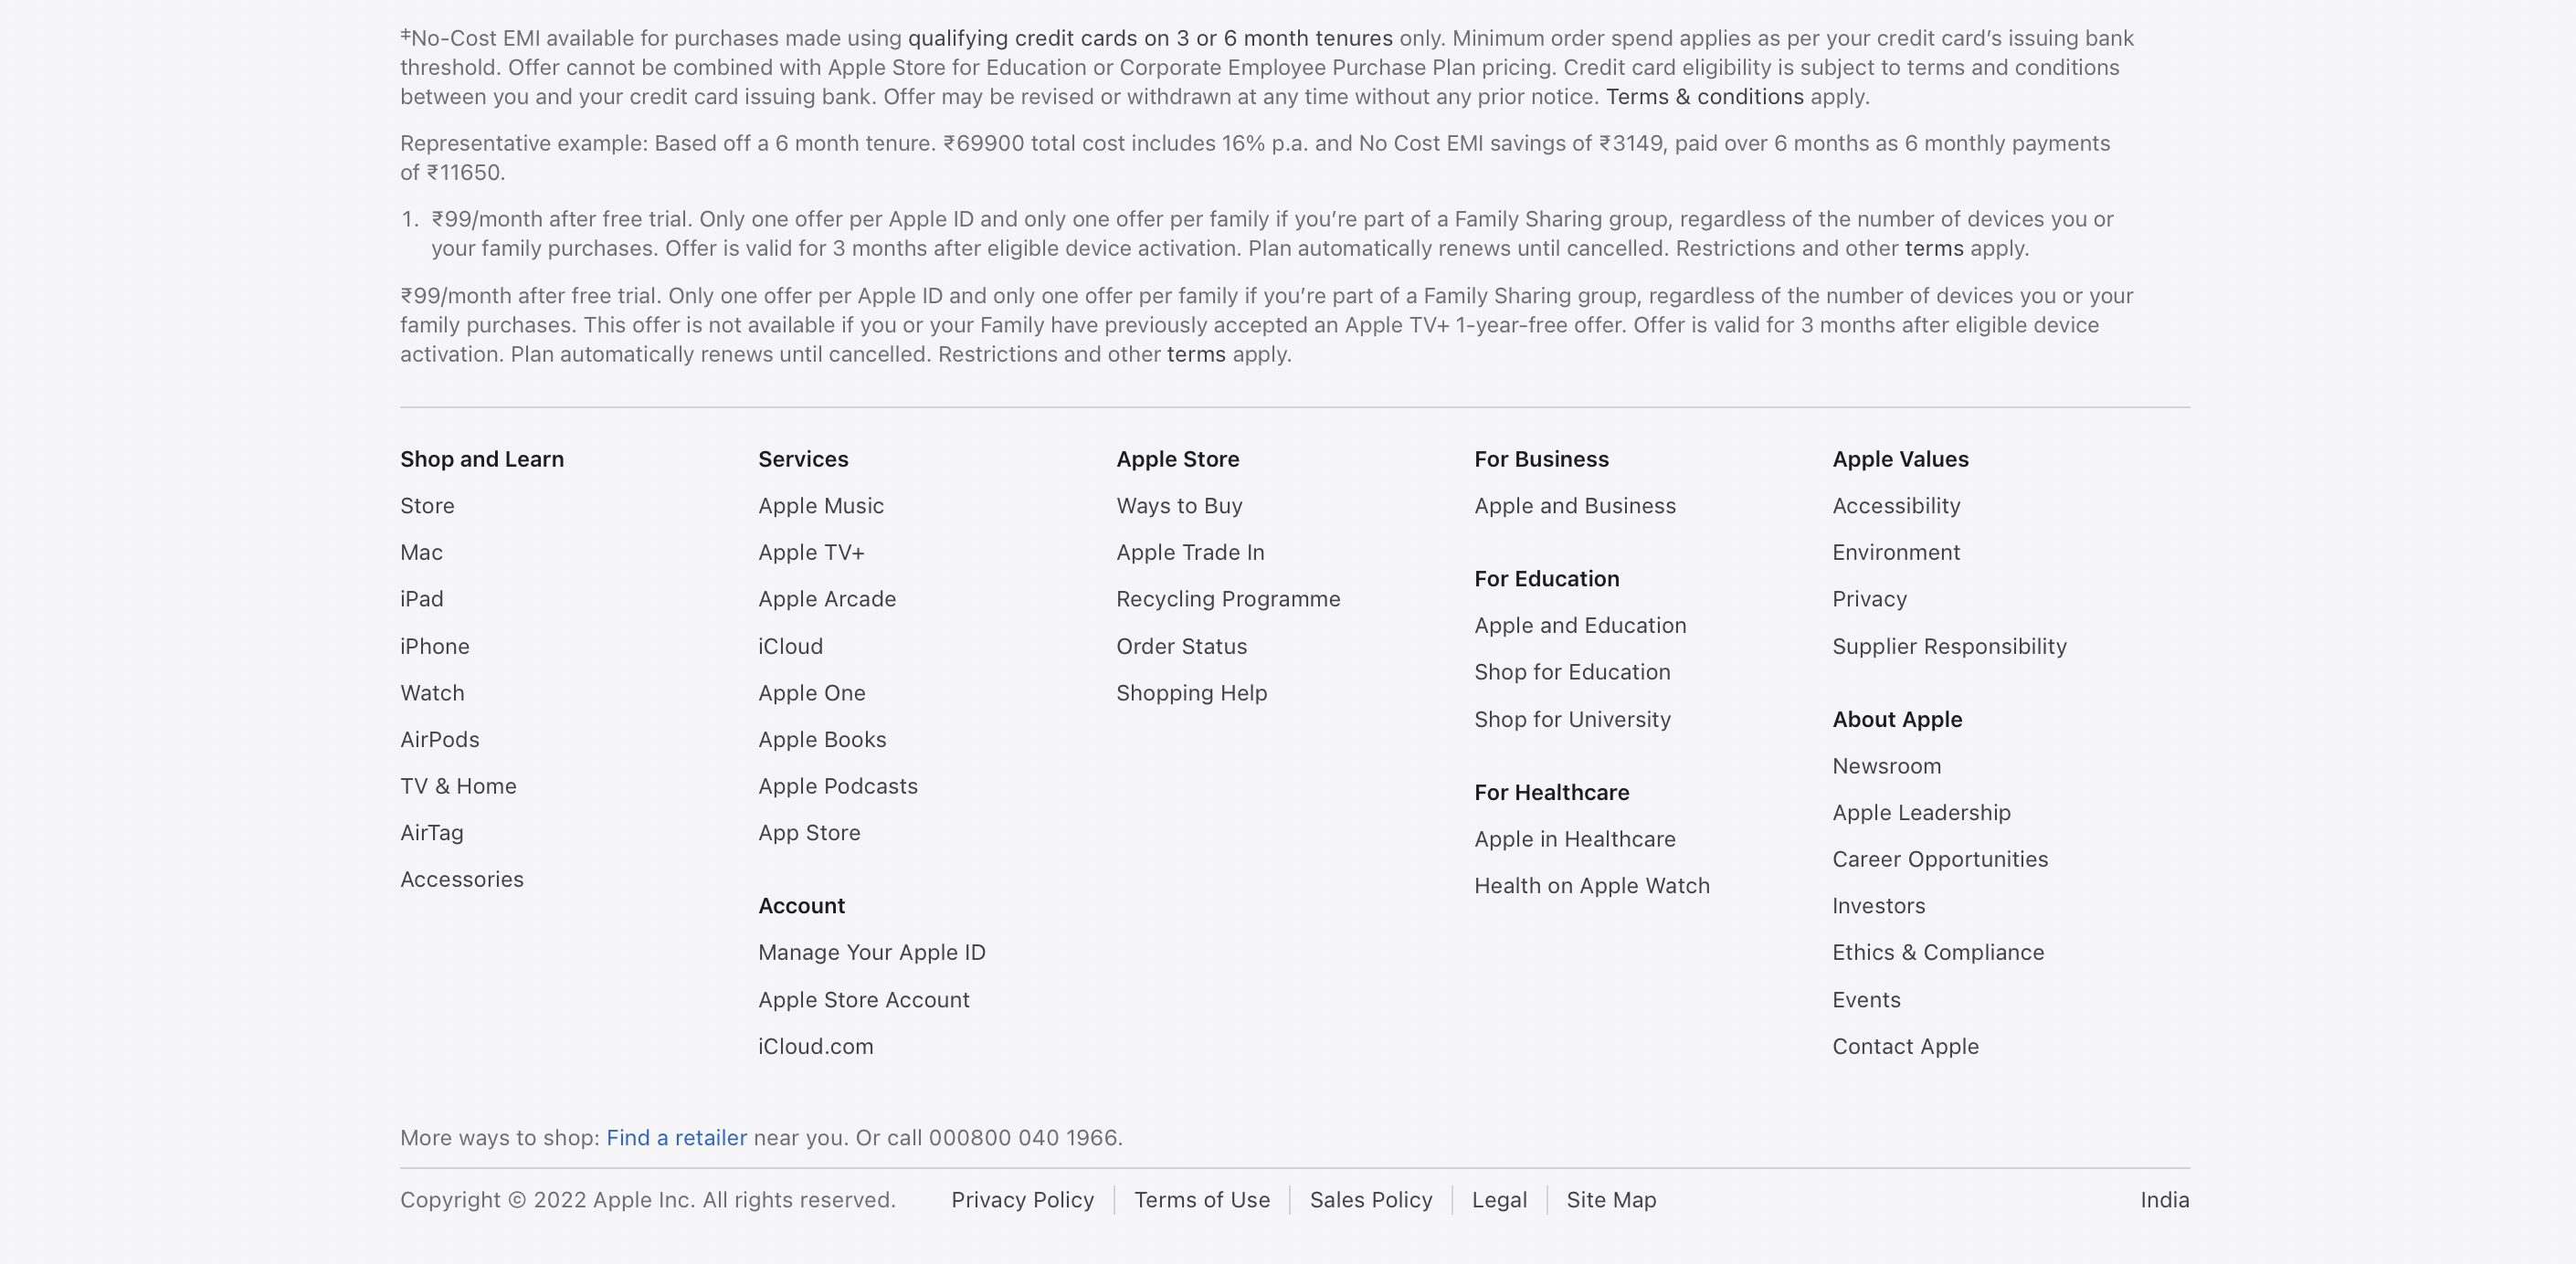 ‡No-Cost EMI available for purchases made using qualifying credit cards on 3 or 6 month tenures only. Minimum order spend applies as per your credit card’s issuing bank
threshold. Offer cannot be combined with Apple Store for Education or Corporate Employee Purchase Plan pricing. Credit card eligibility is subject to terms and conditions
between you and your credit card issuing bank. Offer may be revised or withdrawn at any time without any prior notice. Terms & conditions apply.
Representative example: Based off a 6 month tenure. ₹69900 total cost includes 16% p.a. and No Cost EMI savings of ₹3149, paid over 6 months as 6 monthly payments
of ₹11650.
1. ₹99/month after free trial. Only one offer per Apple ID and only one offer per family if you’re part of a Family Sharing group, regardless of the number of devices you or
your family purchases. Offer is valid for 3 months after eligible device activation. Plan automatically renews until cancelled. Restrictions and other terms apply.
₹99/month after free trial. Only one offer per Apple ID and only one offer per family if you’re part of a Family Sharing group, regardless of the number of devices you or your
family purchases. This offer is not available if you or your Family have previously accepted an Apple TV+ 1-year-free offer. Offer is valid for 3 months after eligible device
activation. Plan automatically renews until cancelled. Restrictions and other terms apply.
Shop and Learn
Store
Mac
iPad
iPhone
Watch
AirPods
TV & Home
AirTag
Accessories
Services
Apple Music
Apple TV+
Apple Arcade
iCloud
Apple One
Apple Books
Apple Podcasts
App Store
Account
Manage Your Apple ID
Apple Store Account
iCloud.com
Apple Store
Ways to Buy
Apple Trade In
Recycling Programme
Order Status
Shopping Help
For Business
Apple and Business
For Education
Apple and Education
Shop for Education
Shop for University
For Healthcare
Apple in Healthcare
Health on Apple Watch
Apple Values
Accessibility
Environment
Privacy
Supplier Responsibility
About Apple
Newsroom
Apple Leadership
Career Opportunities
Investors
Ethics & Compliance
Events
Contact Apple
More ways to shop: Find a retailer near you. Or call 000800 040 1966.
Copyright © 2022 Apple Inc. All rights reserved. Privacy Policy | Terms of Use | Sales Policy | Legal | Site Map India